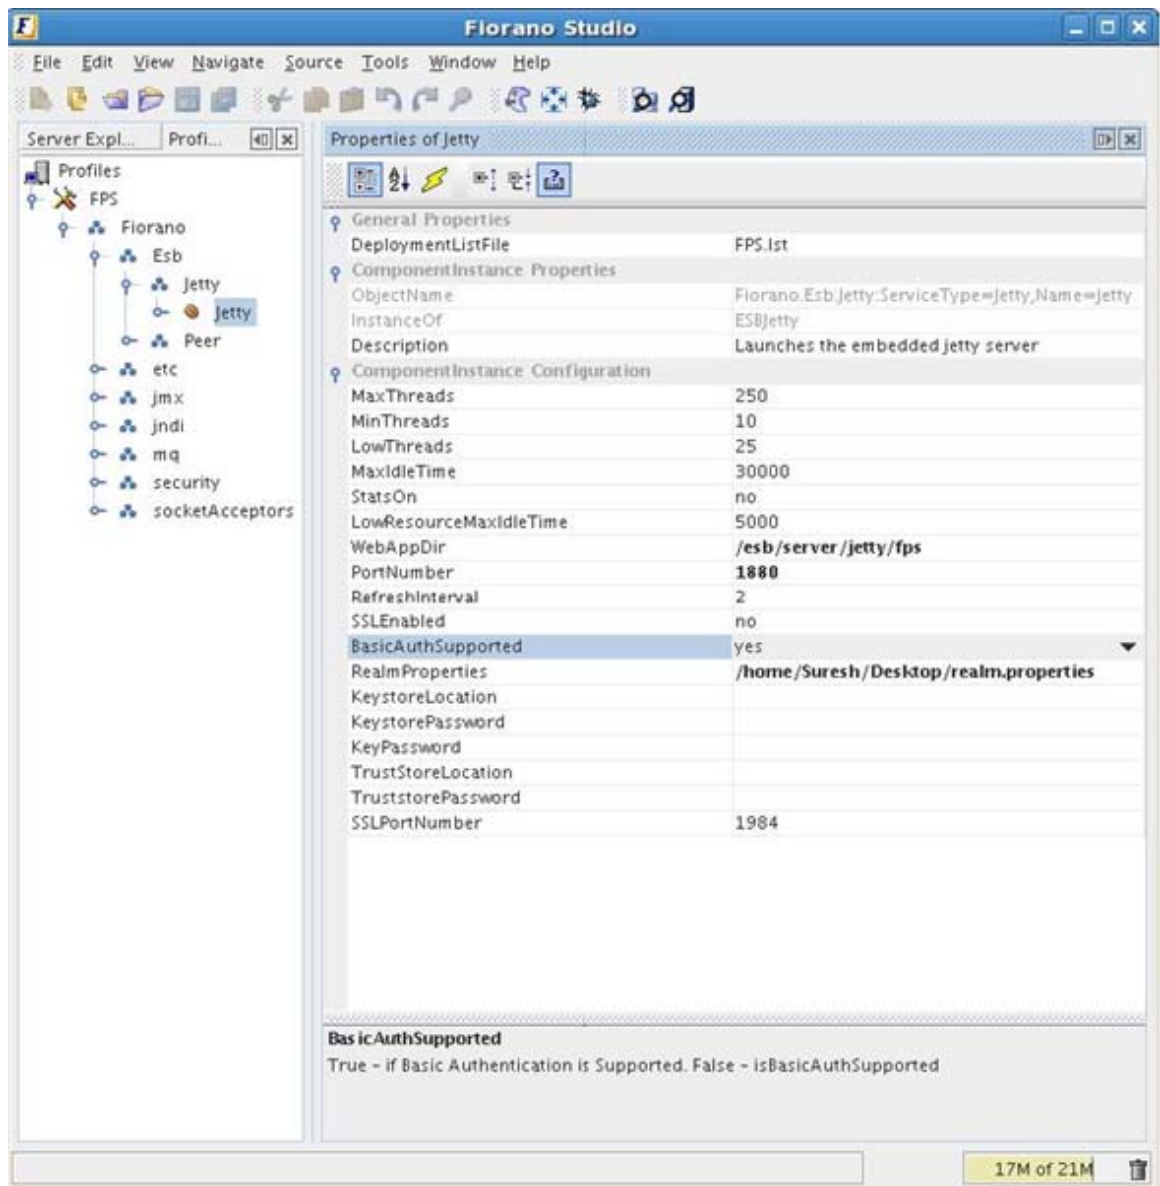 Fiorano Studio
File Edit View Navigate Source Tools Window Help
Server Expl... Profi...
Properties of Jetty
Profiles
FPS
Fiorano
Esb
Jetty
Jetty
Peer
etc
jmx
jndi
mq
security
socketAcceptors
General Properties
DeploymentListFile FPS.lst
ComponentInstance Properties
ObjectName Fiorano.Esb.Jetty:ServiceType=Jetty,Name=Jetty
InstanceOf ESBJetty
Description Launches the embedded jetty server
ComponentInstance Configuration
MaxThreads 250
MinThreads 10
LowThreads 25
MaxIdleTime 30000
StatsOn no
LowResourceMaxIdleTime 5000
WebAppDir /esb/server/jetty/fps
PortNumber 1880
RefreshInterval 2
SSLEnabled no
BasicAuthSupported yes
RealmProperties /home/Suresh/Desktop/realm.properties
KeystoreLocation
KeystorePassword
KeyPassword
TrustStoreLocation
TruststorePassword
SSLPortNumber 1984
BasicAuthSupported
True - if Basic Authentication is Supported. False - isBasicAuthSupported
17M of 21M